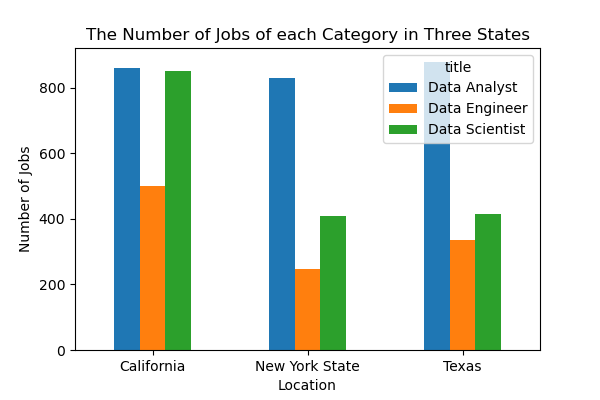 The Number of Jobs of each Category in Three States
title
Data Analyst
Data Engineer
Data Scientist
Number of Jobs
800
600
400
200
0
California
New York State
Texas
Location